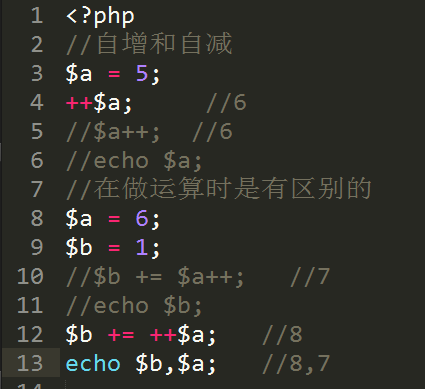 1 <?php
2 //自增和自减
3 $a = 5;
4 ++$a;     //6
5 //$a++;  //6
6 //echo $a;
7 //在做运算时是有区别的
8 $a = 6;
9 $b = 1;
10 //$b += $a++;   //7
11 //echo $b;
12 $b += ++$a;   //8
13 echo $b,$a;   //8,7